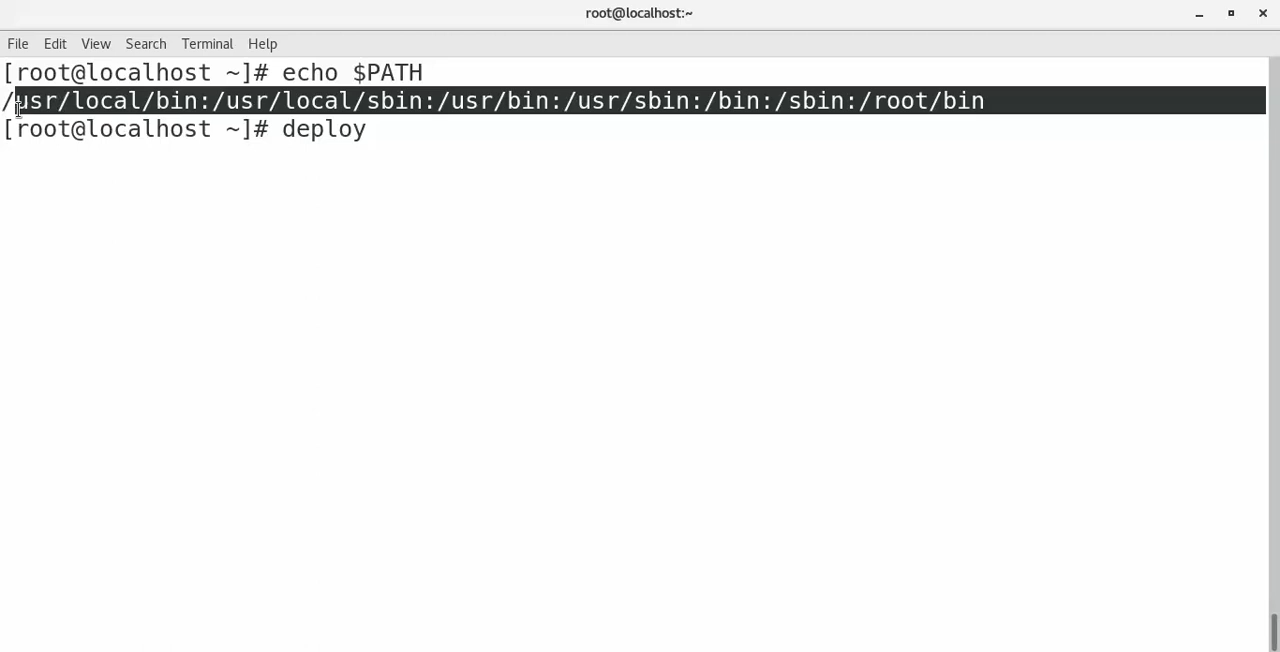 root@localhost:~
File Edit View Search Terminal Help
[root@localhost ~]# echo $PATH
/usr/local/bin:/usr/local/sbin:/usr/bin:/usr/sbin:/bin:/sbin:/root/bin
[root@localhost ~]# deploy